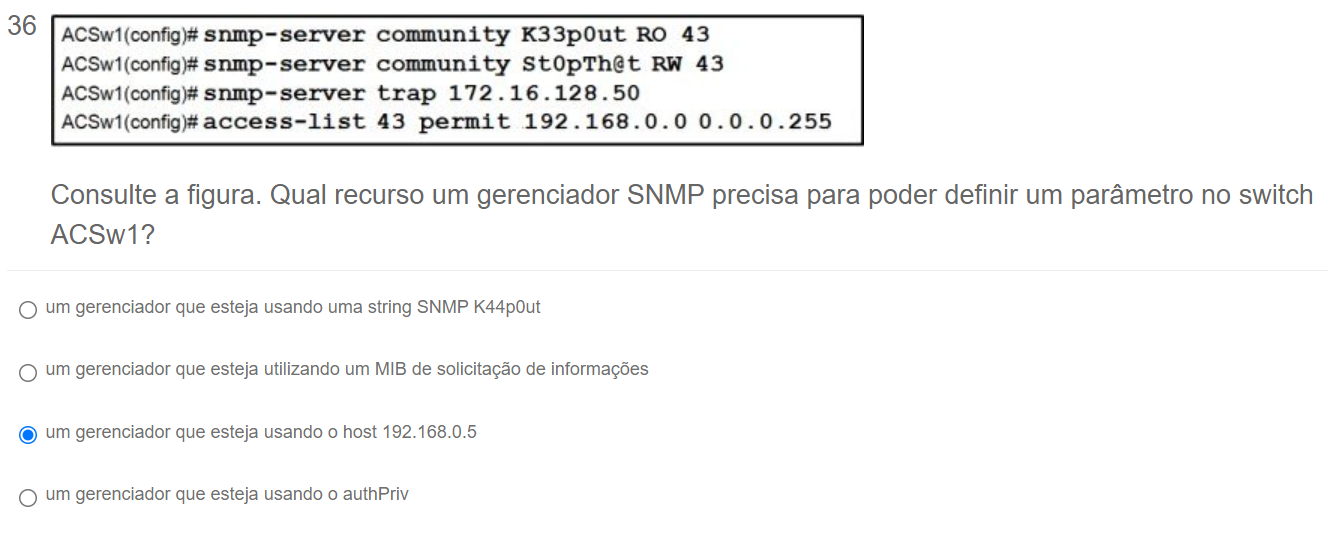 36
ACSw1(config)# snmp-server community K33p0ut RO 43
ACSw1(config)# snmp-server community St0pTh@t RW 43
ACSw1(config)# snmp-server trap 172.16.128.50
ACSw1(config)# access-list 43 permit 192.168.0.0 0.0.0.255
Consulte a figura. Qual recurso um gerenciador SNMP precisa para poder definir um parâmetro no switch
ACSw1?
um gerenciador que esteja usando uma string SNMP K44p0ut
um gerenciador que esteja utilizando um MIB de solicitação de informações
um gerenciador que esteja usando o host 192.168.0.5
um gerenciador que esteja usando o authPriv